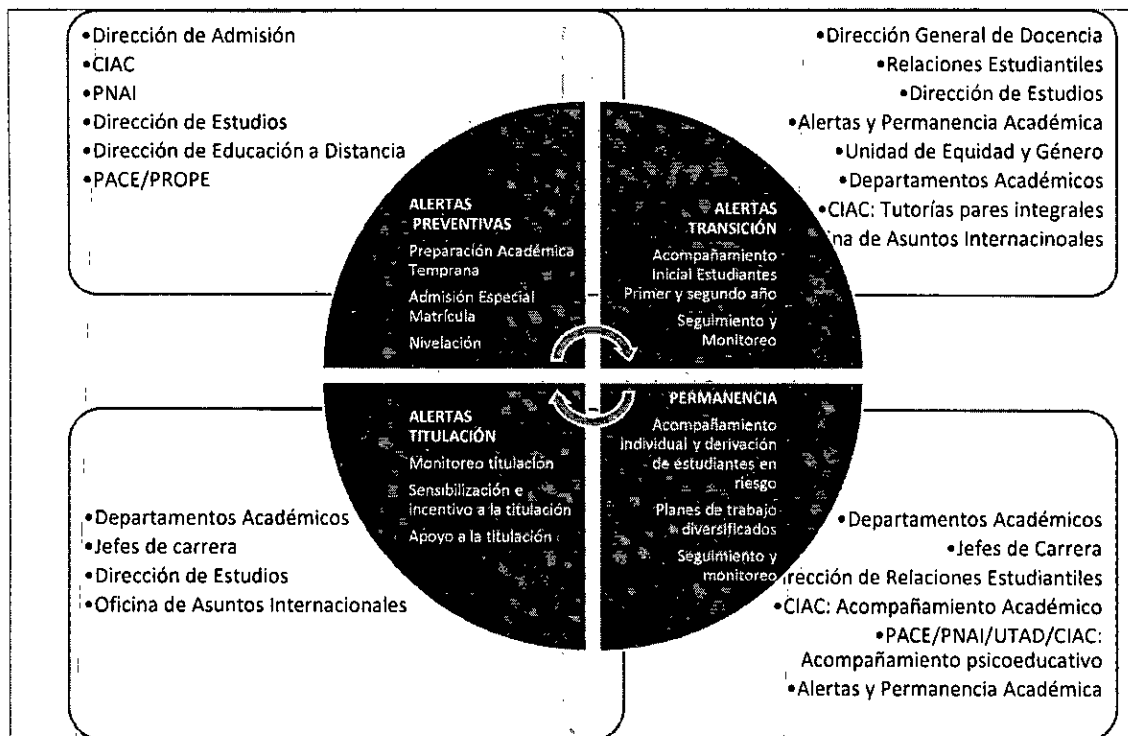 •Dirección de Admisión
•CIAC
•PNAI
•Dirección de Estudios
•Dirección de Educación a Distancia
•PACE/PROPE
•Dirección General de Docencia
•Relaciones Estudiantiles
•Dirección de Estudios
•Alertas y Permanencia Académica
•Unidad de Equidad y Género
•Departamentos Académicos
•CIAC: Tutorías pares integrales
ina de Asuntos Internacinoales
ALERTAS
PREVENTIVAS
Preparación Académica
Temprana
Admisión Especial
Matrícula
Nivelación
ALERTAS
TRANSICIÓN
Acompañamiento
Inicial Estudiantes
Primer y segundo año
Seguimiento y
Monitoreo
ALERTAS
TITULACIÓN
Monitoreo titulación
Sensibilización e
incentivo a la titulación
Apoyo a la titulación
PERMANENCIA
Acompañamiento
individual y derivación
de estudiantes en
riesgo
Planes de trabajo
diversificados
Seguimiento y
monitoreo
•Departamentos Académicos
•Jefes de carrera
•Dirección de Estudios
•Oficina de Asuntos Internacionales
•Departamentos Académicos
•Jefes de Carrera
rección de Relaciones Estudiantiles
•CIAC: Acompañamiento Académico
•PACE/PNAI/UTAD/CIAC:
Acompañamiento psicoeducativo
•Alertas y Permanencia Académica